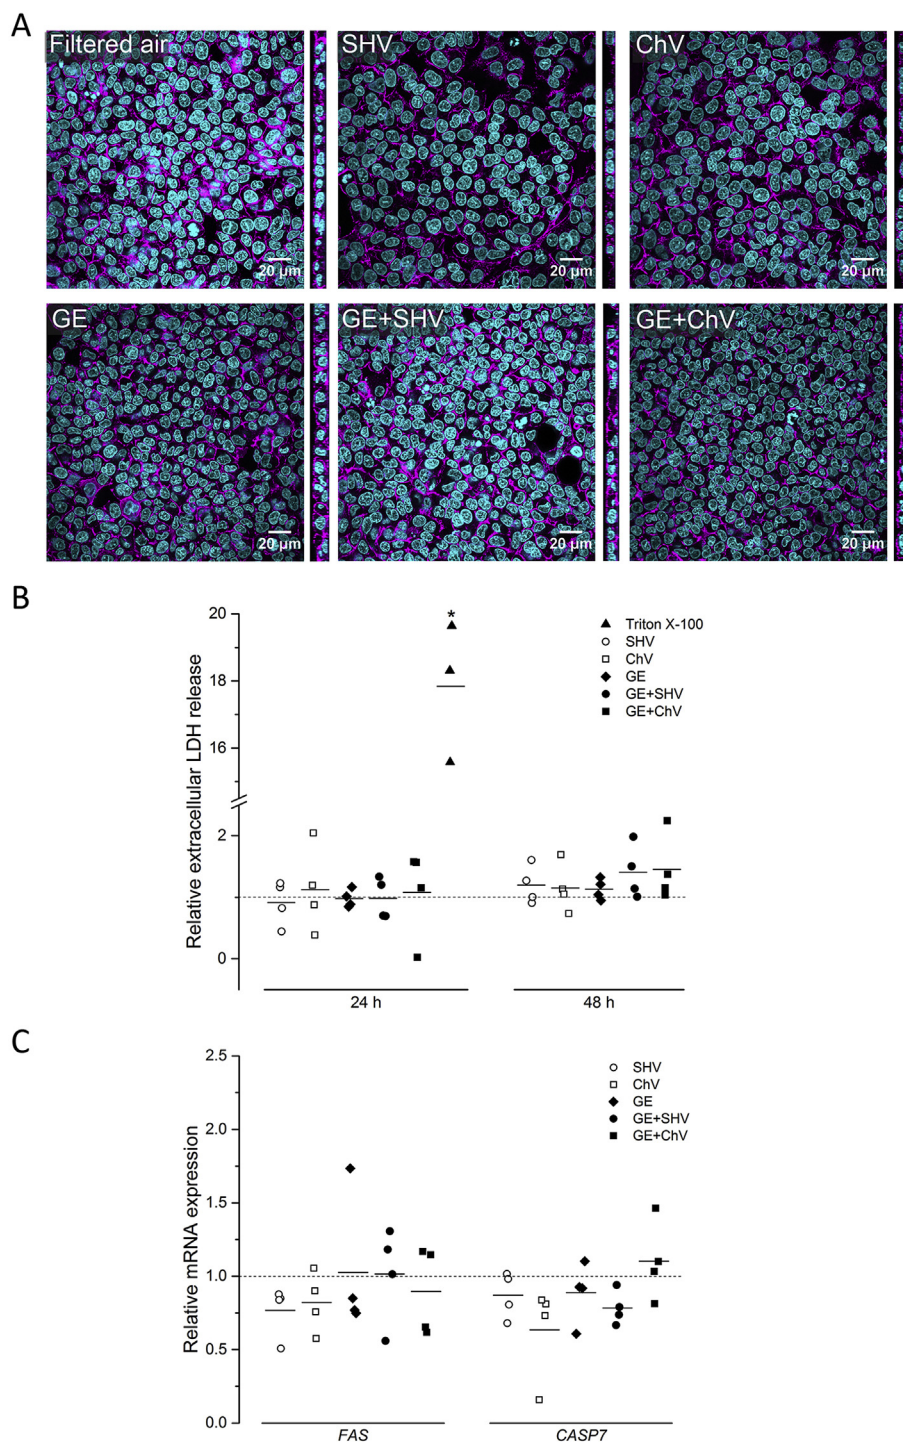 A
Filtered air
SHV
ChV
20 µm
20 µm
20 µm
GE
GE+SHV
GE+ChV
20 µm
20 µm
20 µm
B
Relative extracellular LDH release
20
18
16
2
0
*
Triton X-100
SHV
ChV
GE
GE+SHV
GE+ChV
24 h
48 h
C
Relative mRNA expression
2.5
2.0
1.5
1.0
0.5
0.0
SHV
ChV
GE
GE+SHV
GE+ChV
FAS
CASP7